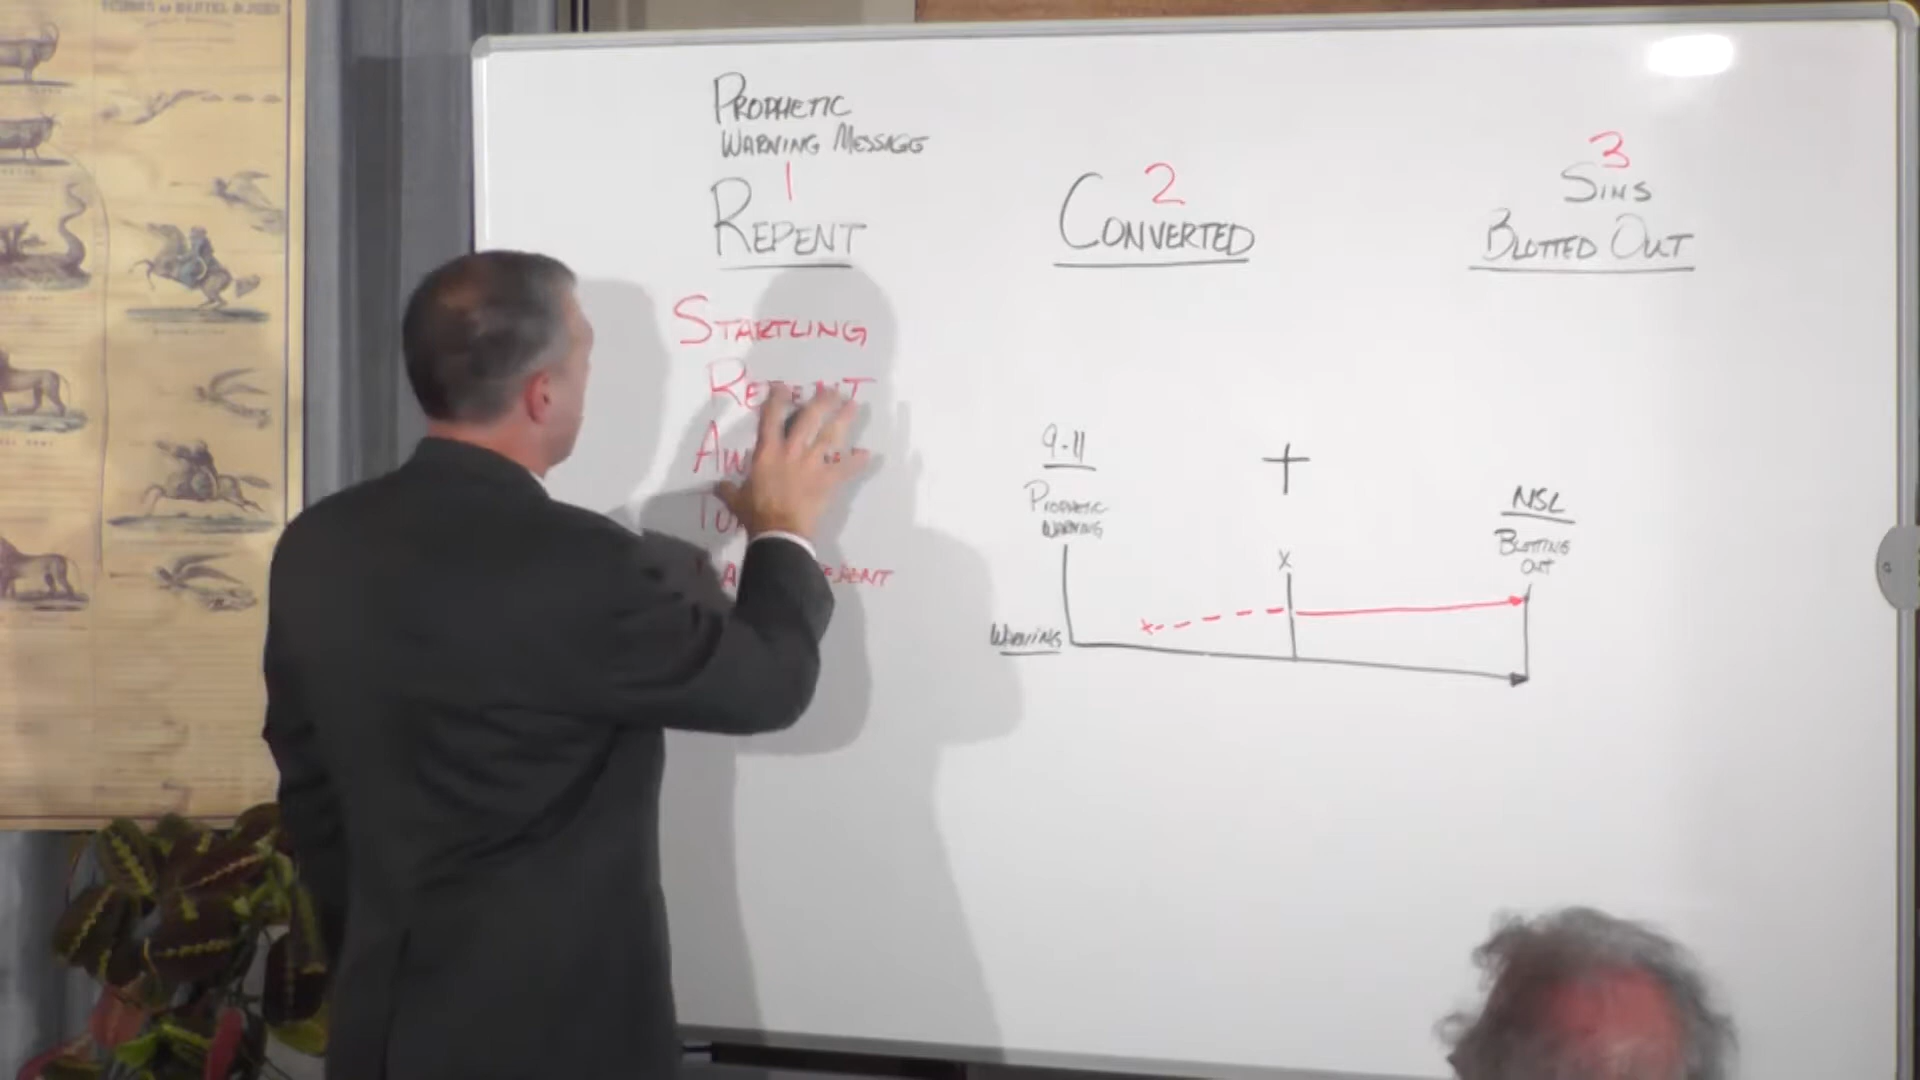 PROPHETIC
WARNING MESSAGE
1
REPENT
2
CONVERTED
3
SINS
BLOTTED OUT
STARTLING
REPENT
9-11
PROPHETIC
WARNING
WARNING
X
NSL
BLOTTING
OUT